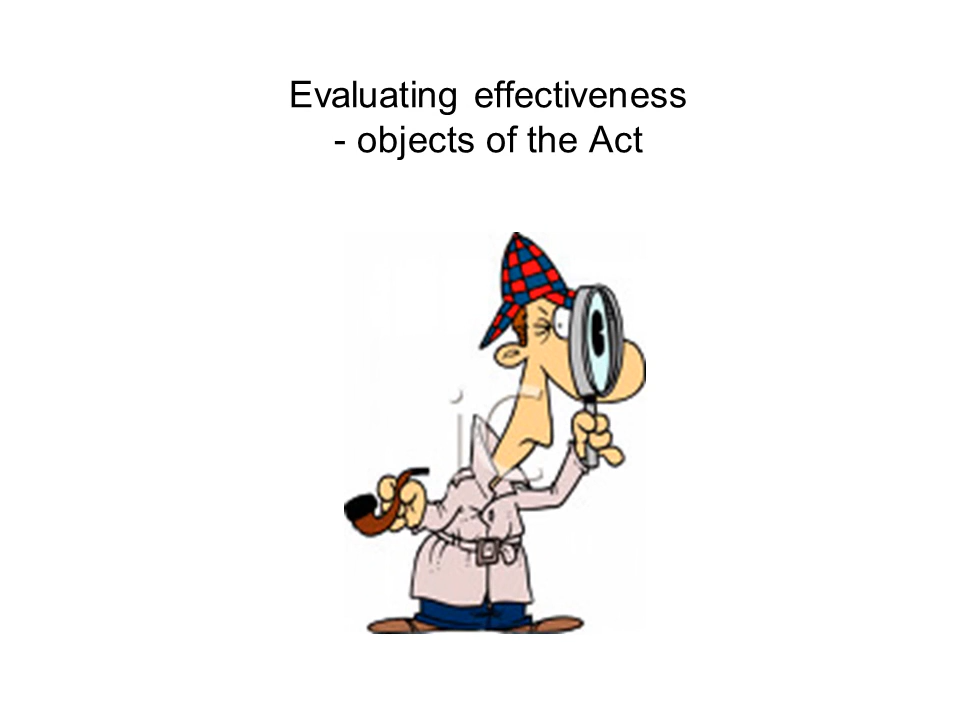 Evaluating effectiveness
- objects of the Act